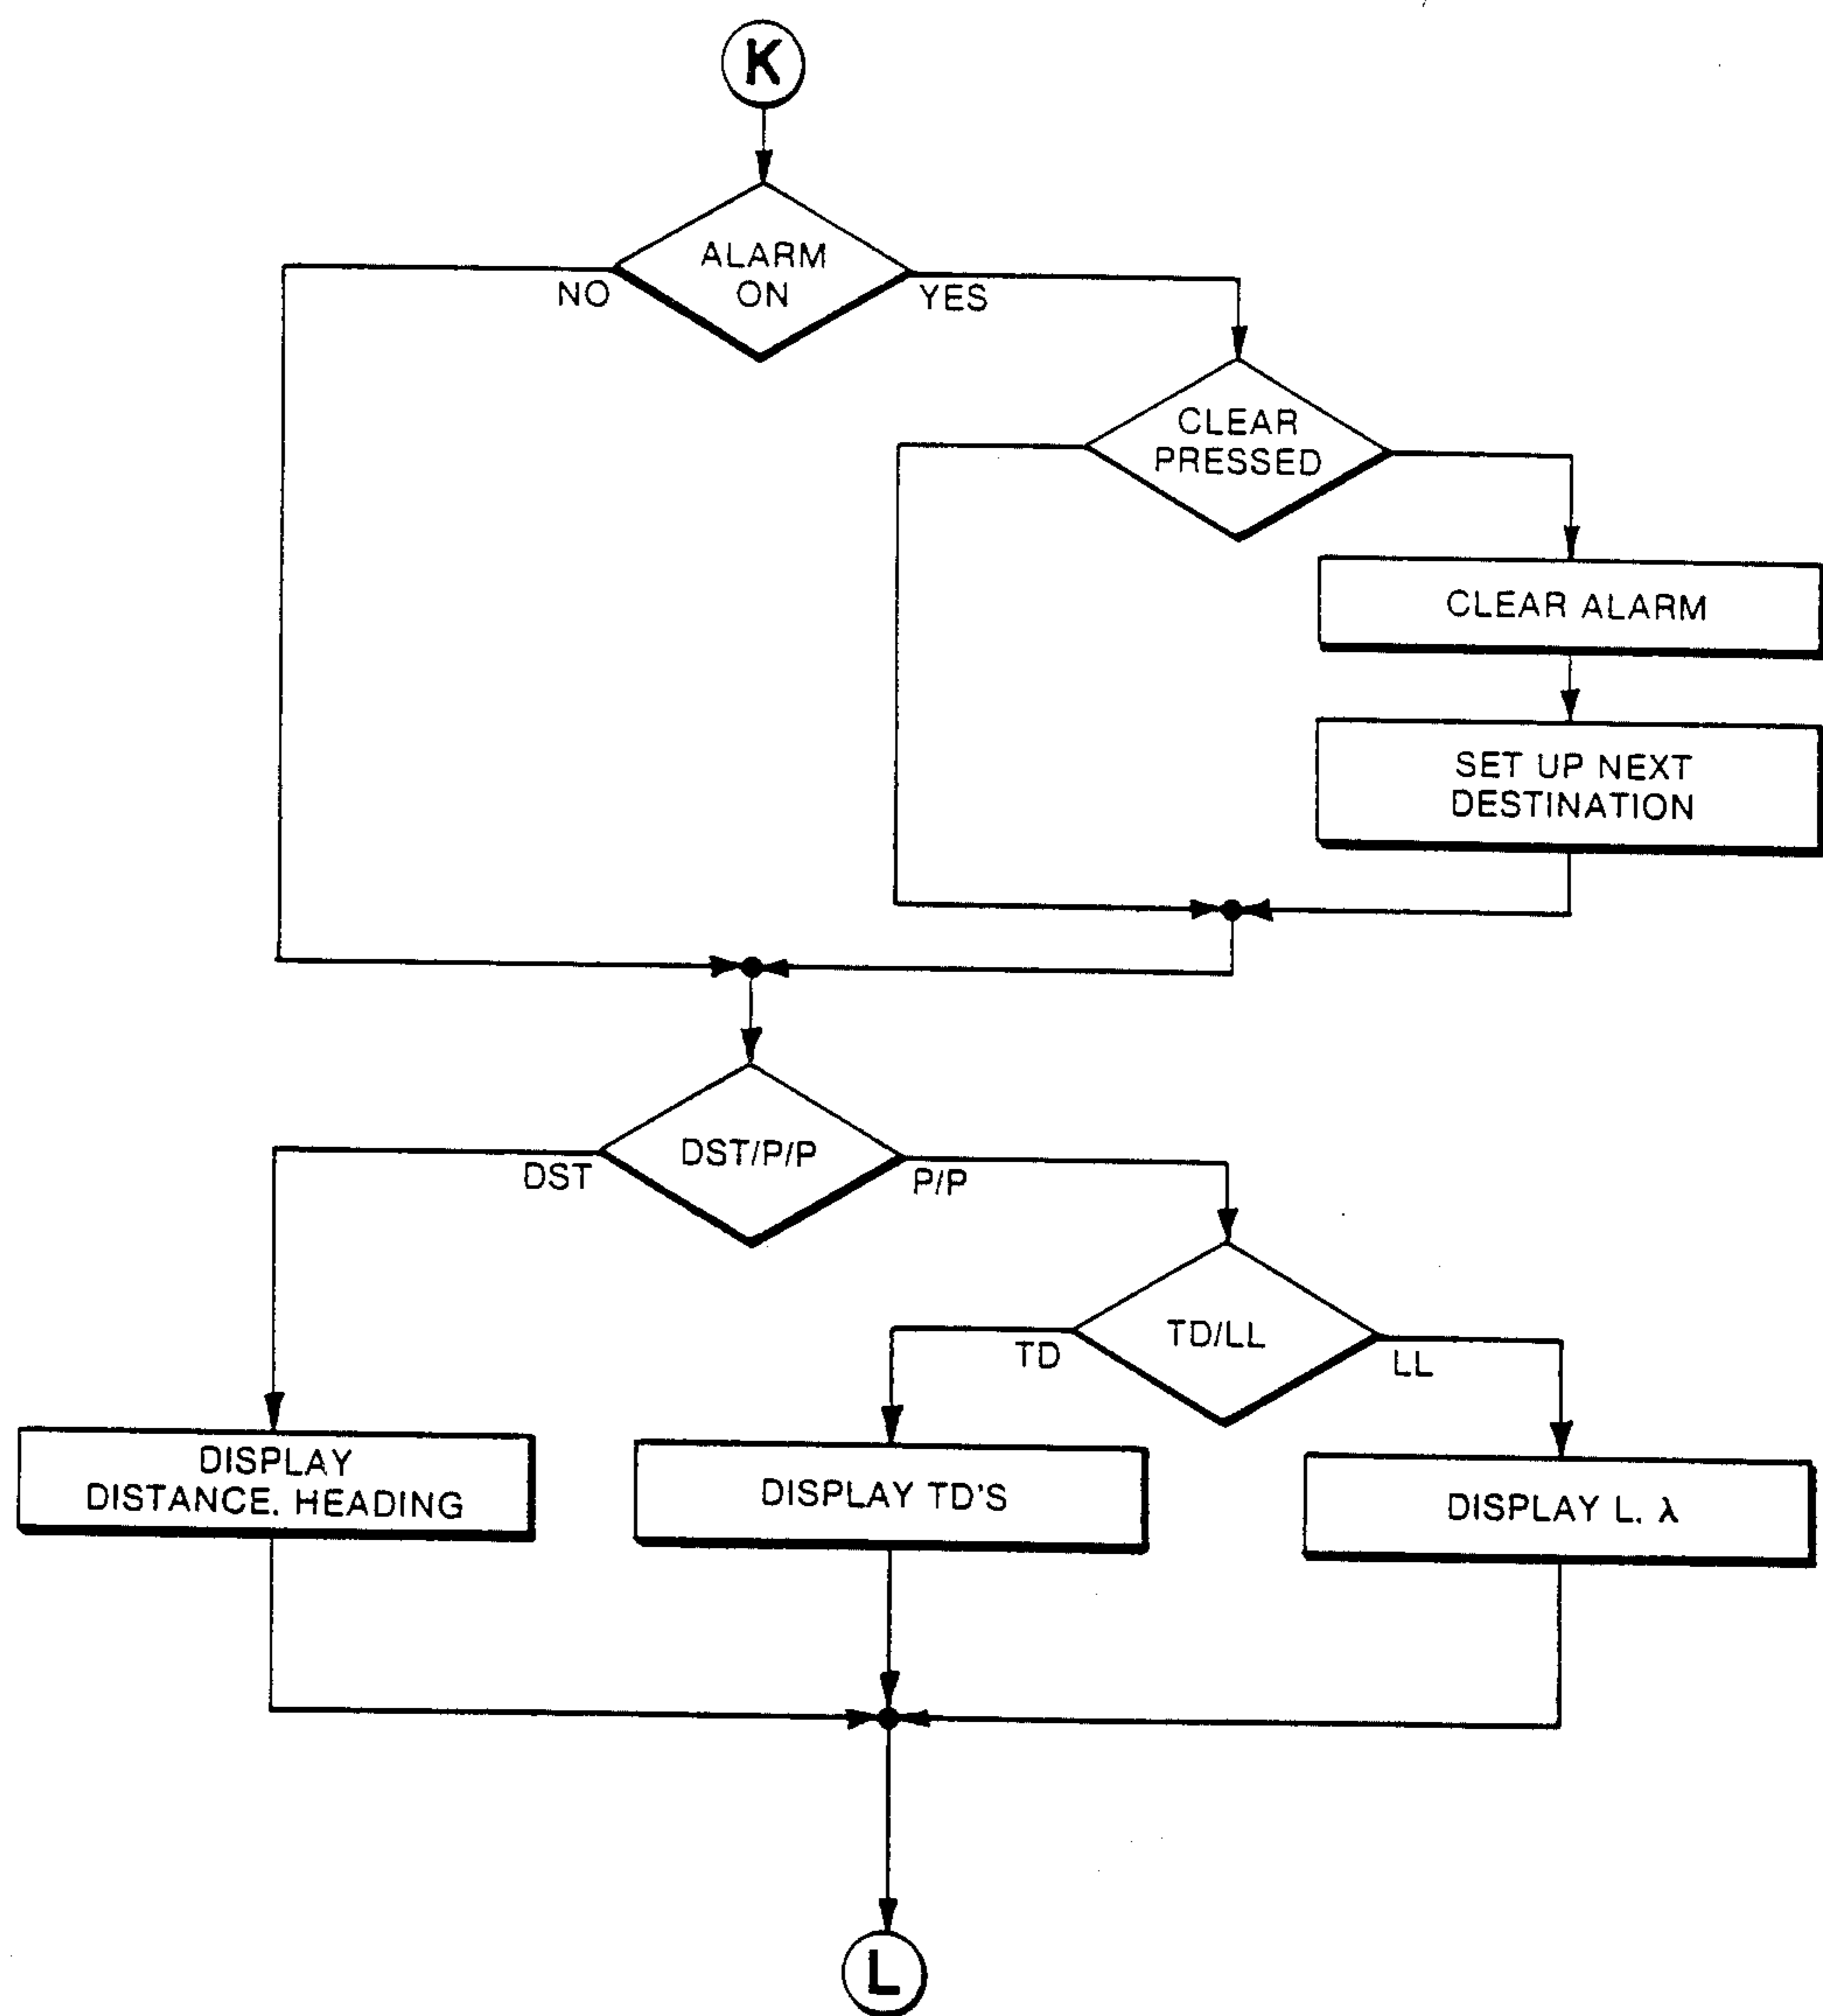 K
ALARM
ON
NO
YES
CLEAR
PRESSED
CLEAR ALARM
SET UP NEXT
DESTINATION
DST/P/P
DST
P/P
TD/LL
TD
LL
DISPLAY
DISTANCE. HEADING
DISPLAY TD'S
DISPLAY L. λ
L